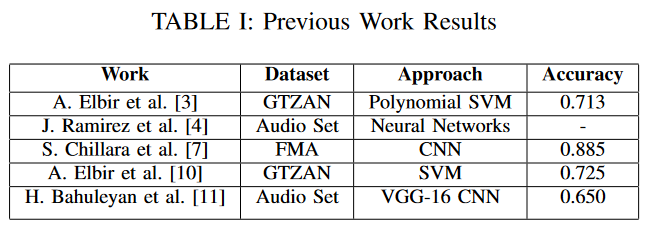 TABLE I: Previous Work Results
Work Dataset Approach Accuracy
A. Elbir et al. [3] GTZAN Polynomial SVM 0.713
J. Ramirez et al. [4] Audio Set Neural Networks -
S. Chillara et al. [7] FMA CNN 0.885
A. Elbir et al. [10] GTZAN SVM 0.725
H. Bahuleyan et al. [11] Audio Set VGG-16 CNN 0.650